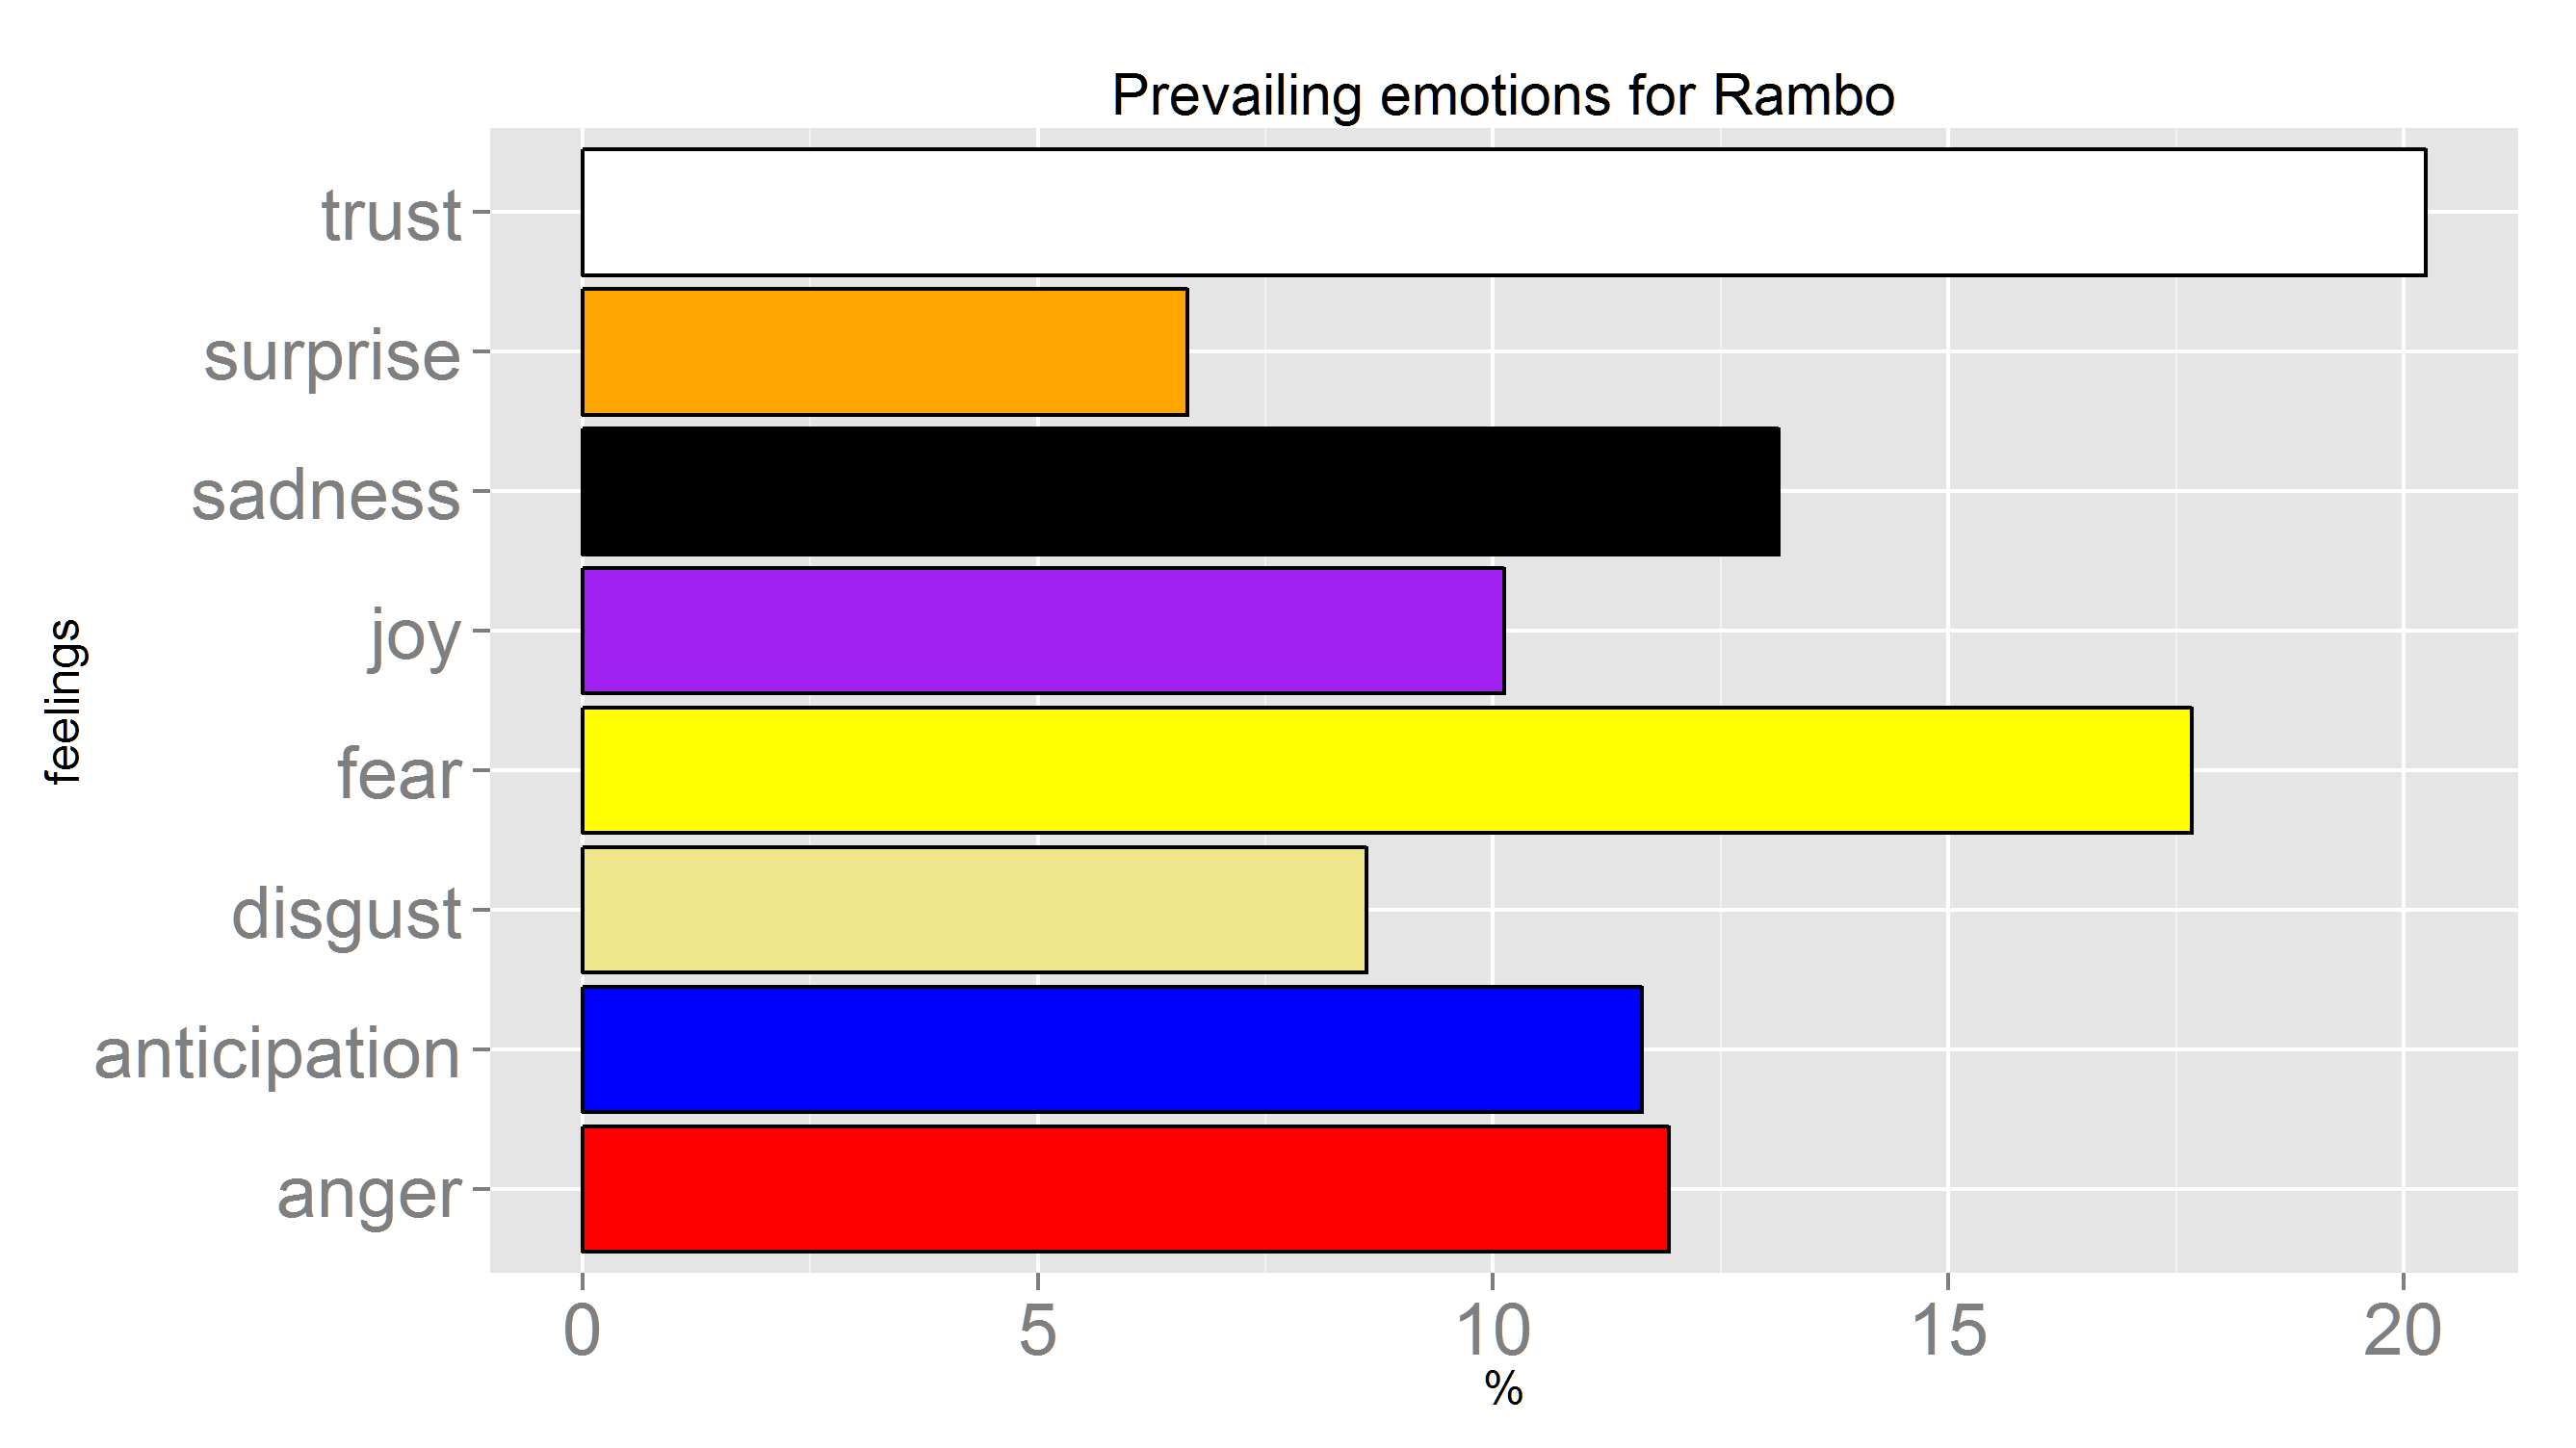 Prevailing emotions for Rambo
trust
surprise
sadness
joy
fear
disgust
anticipation
anger
feelings
0 5 10 15 20
%